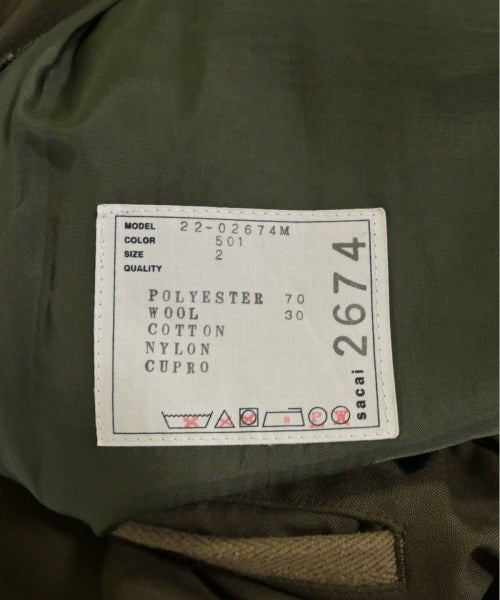 MODEL 22-02674M
COLOR 501
SIZE 2
QUALITY
POLYESTER 70
WOOL 30
COTTON
NYLON
CUPRO
sacai 2674
P W